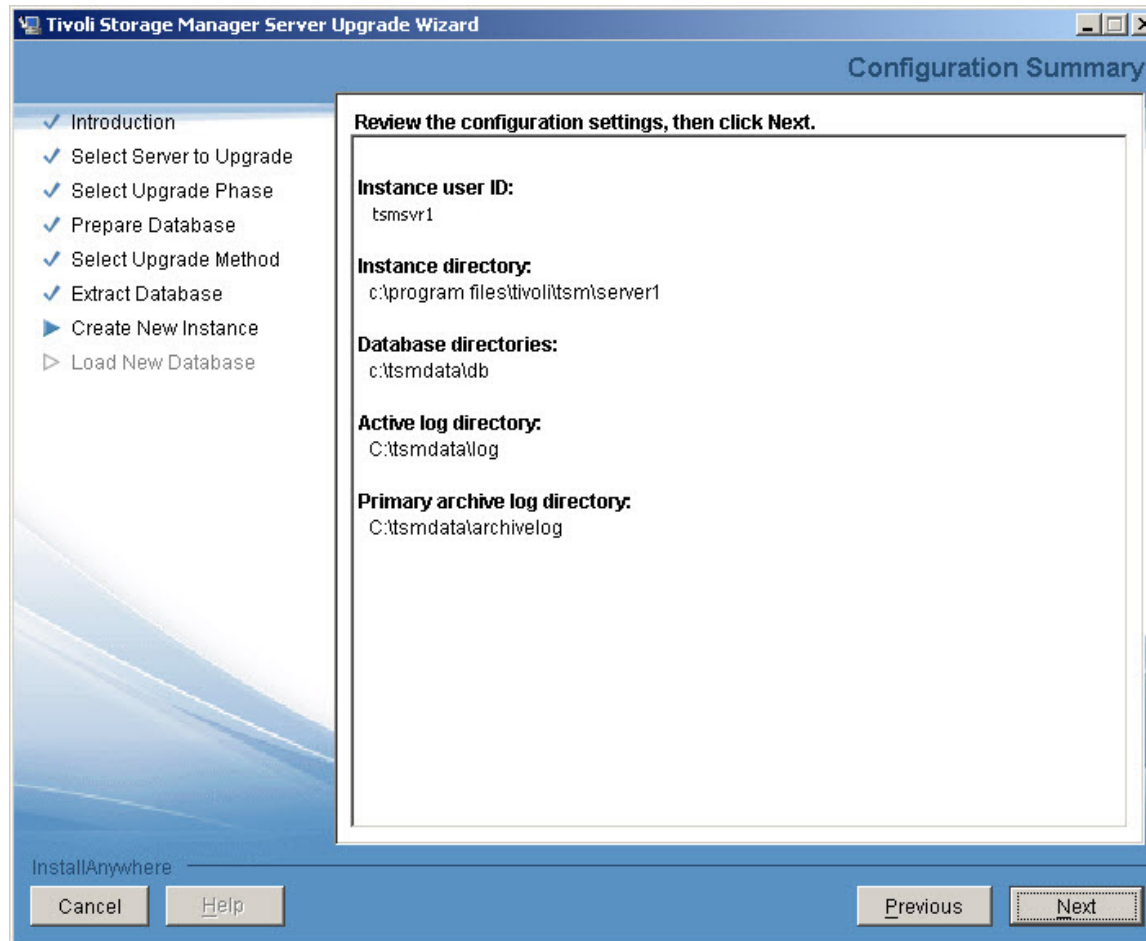 Tivoli Storage Manager Server Upgrade Wizard
Configuration Summary
Introduction
Select Server to Upgrade
Select Upgrade Phase
Prepare Database
Select Upgrade Method
Extract Database
Create New Instance
Load New Database
Review the configuration settings, then click Next.
Instance user ID:
tsmsvr1
Instance directory:
c:\program files\tivoli\tsm\server1
Database directories:
c:\tsmdata\db
Active log directory:
C:\tsmdata\log
Primary archive log directory:
C:\tsmdata\archivelog
InstallAnywhere
Cancel
Help
Previous
Next